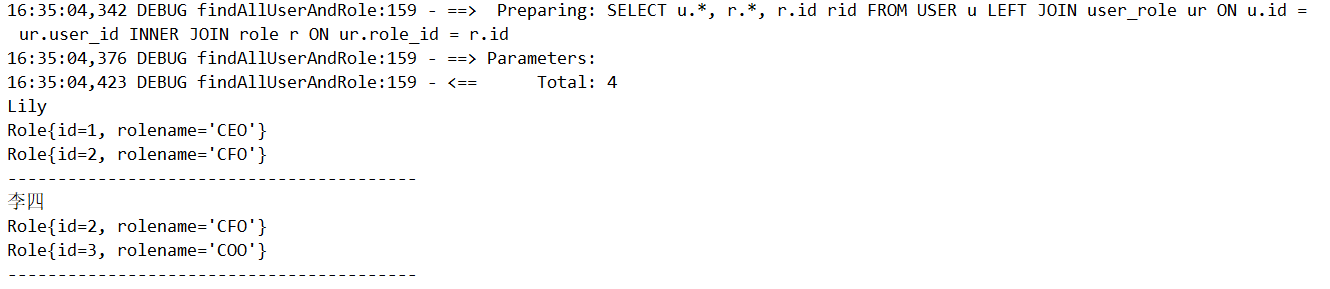 16:35:04,342 DEBUG findAllUserAndRole:159 - ==>  Preparing: SELECT u.*, r.*, r.id rid FROM USER u LEFT JOIN user_role ur ON u.id =
 ur.user_id INNER JOIN role r ON ur.role_id = r.id
16:35:04,376 DEBUG findAllUserAndRole:159 - ==> Parameters:
16:35:04,423 DEBUG findAllUserAndRole:159 - <==      Total: 4
Lily
Role{id=1, rolename='CEO'}
Role{id=2, rolename='CFO'}
-----------------------------------------
李四
Role{id=2, rolename='CFO'}
Role{id=3, rolename='COO'}
-----------------------------------------